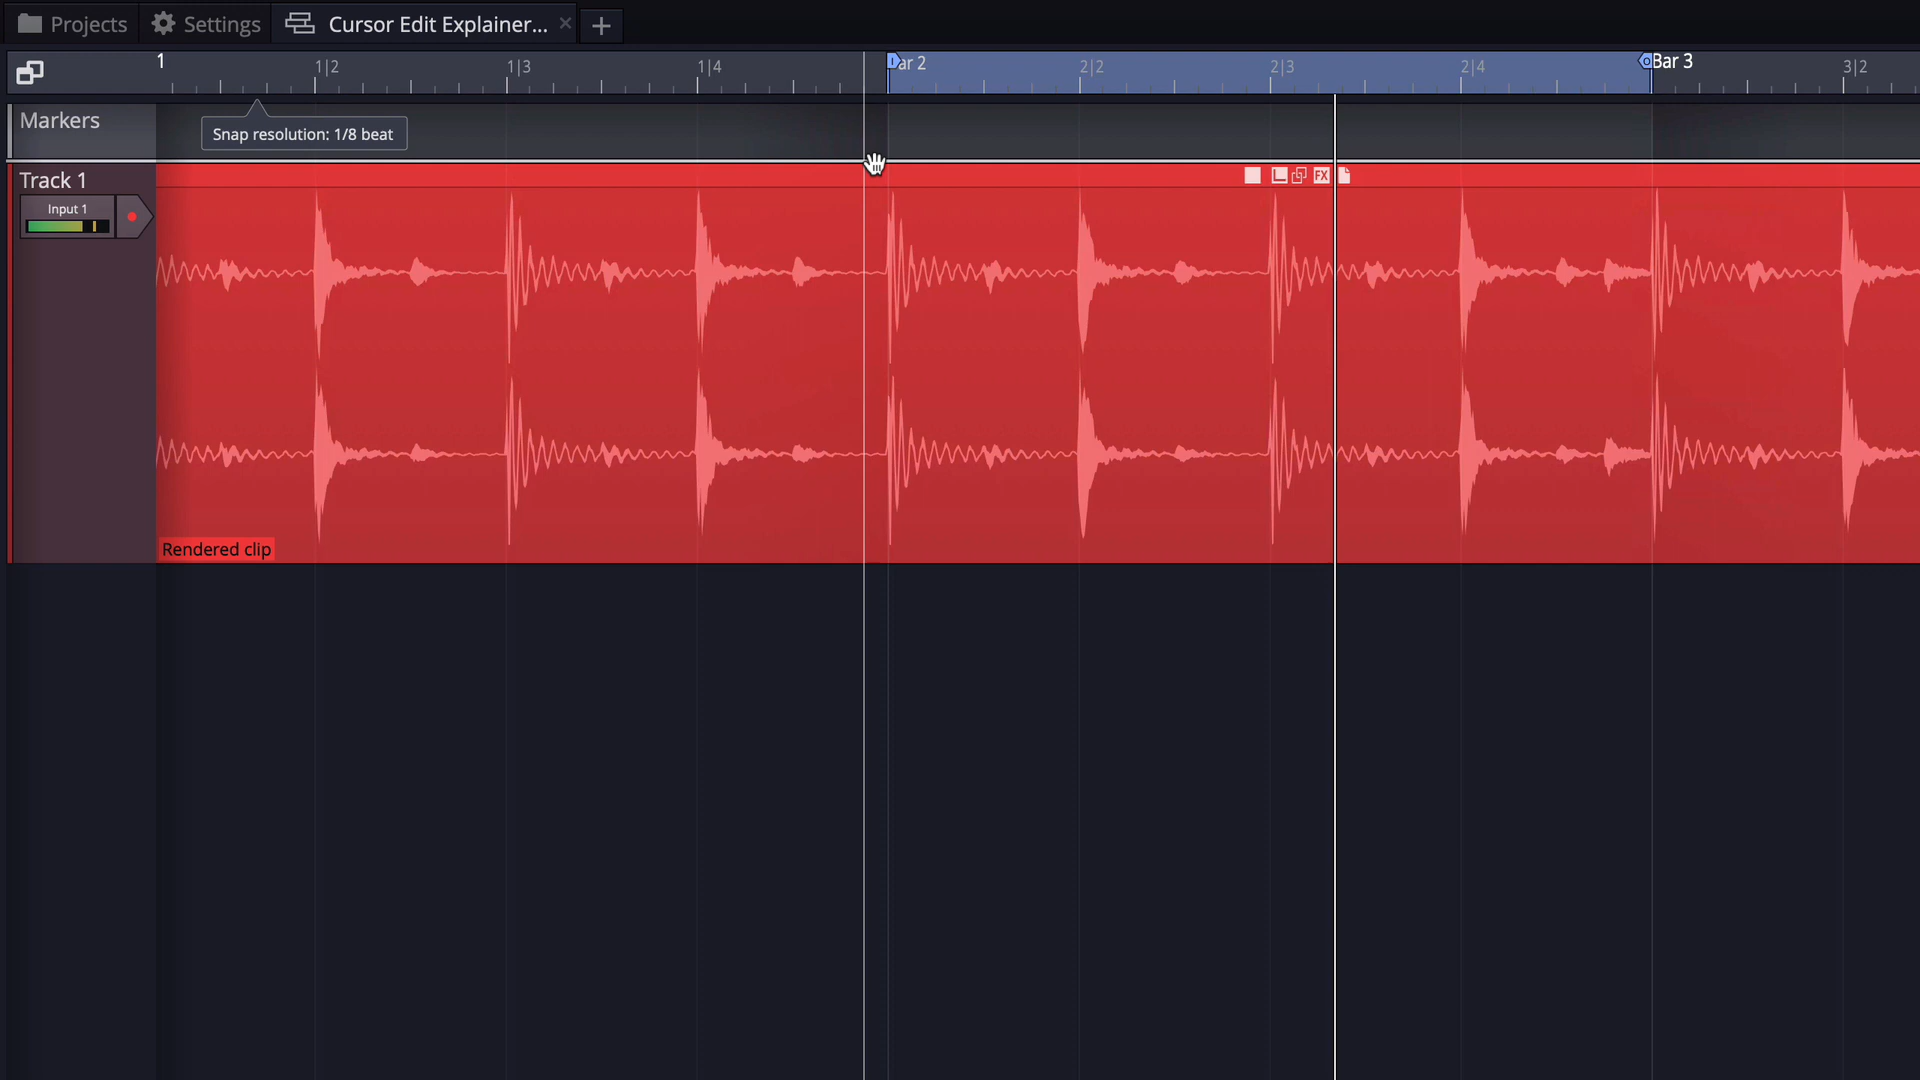 Projects
Settings
Cursor Edit Explainer...
1
1|2
1|3
1|4
ar 2
2|2
2|3
2|4
Bar 3
3|2
Markers
Snap resolution: 1/8 beat
Track 1
FX
Input 1
Rendered clip